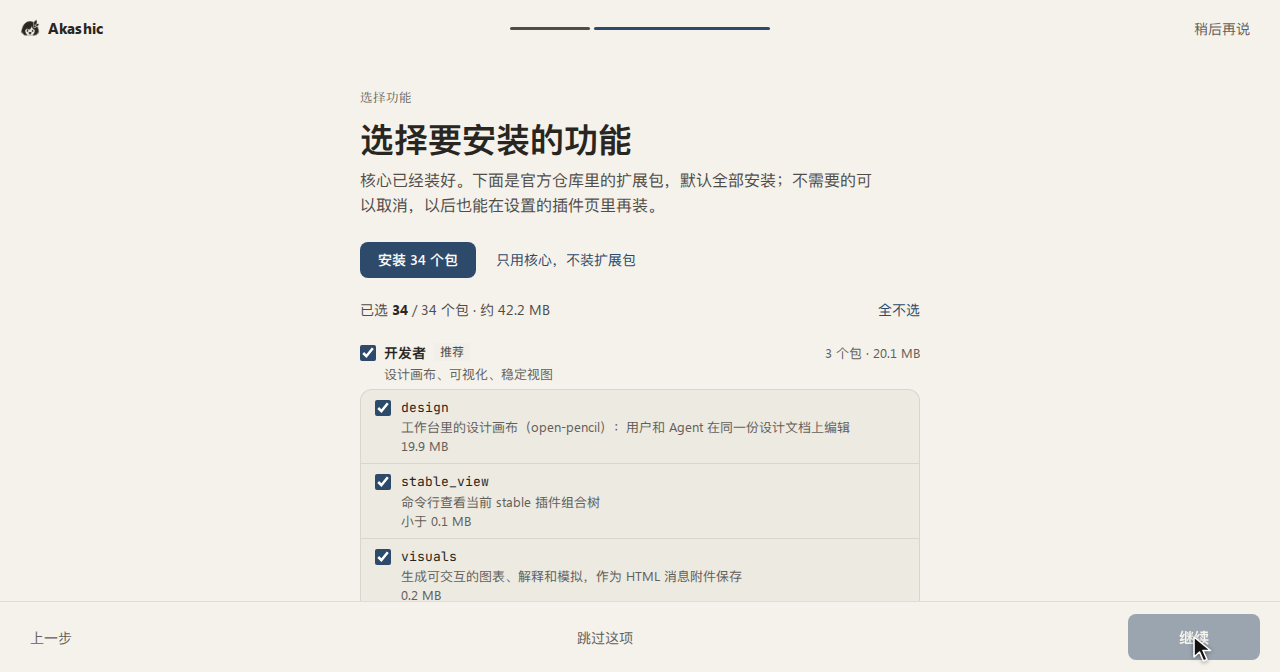 Akashic
稍后再说
选择功能
选择要安装的功能
核心已经装好。下面是官方仓库里的扩展包，默认全部安装；不需要的可
以取消，以后也能在设置的插件页里再装。
安装 34 个包
只用核心，不装扩展包
已选 34 / 34 个包 · 约 42.2 MB
全不选
开发者 推荐
3 个包 · 20.1 MB
设计画布、可视化、稳定视图
design
工作台里的设计画布（open-pencil）：用户和 Agent 在同一份设计文档上编辑
19.9 MB
stable_view
命令行查看当前 stable 插件组合树
小于 0.1 MB
visuals
生成可交互的图表、解释和模拟，作为 HTML 消息附件保存
0.2 MB
上一步
跳过这项
继续